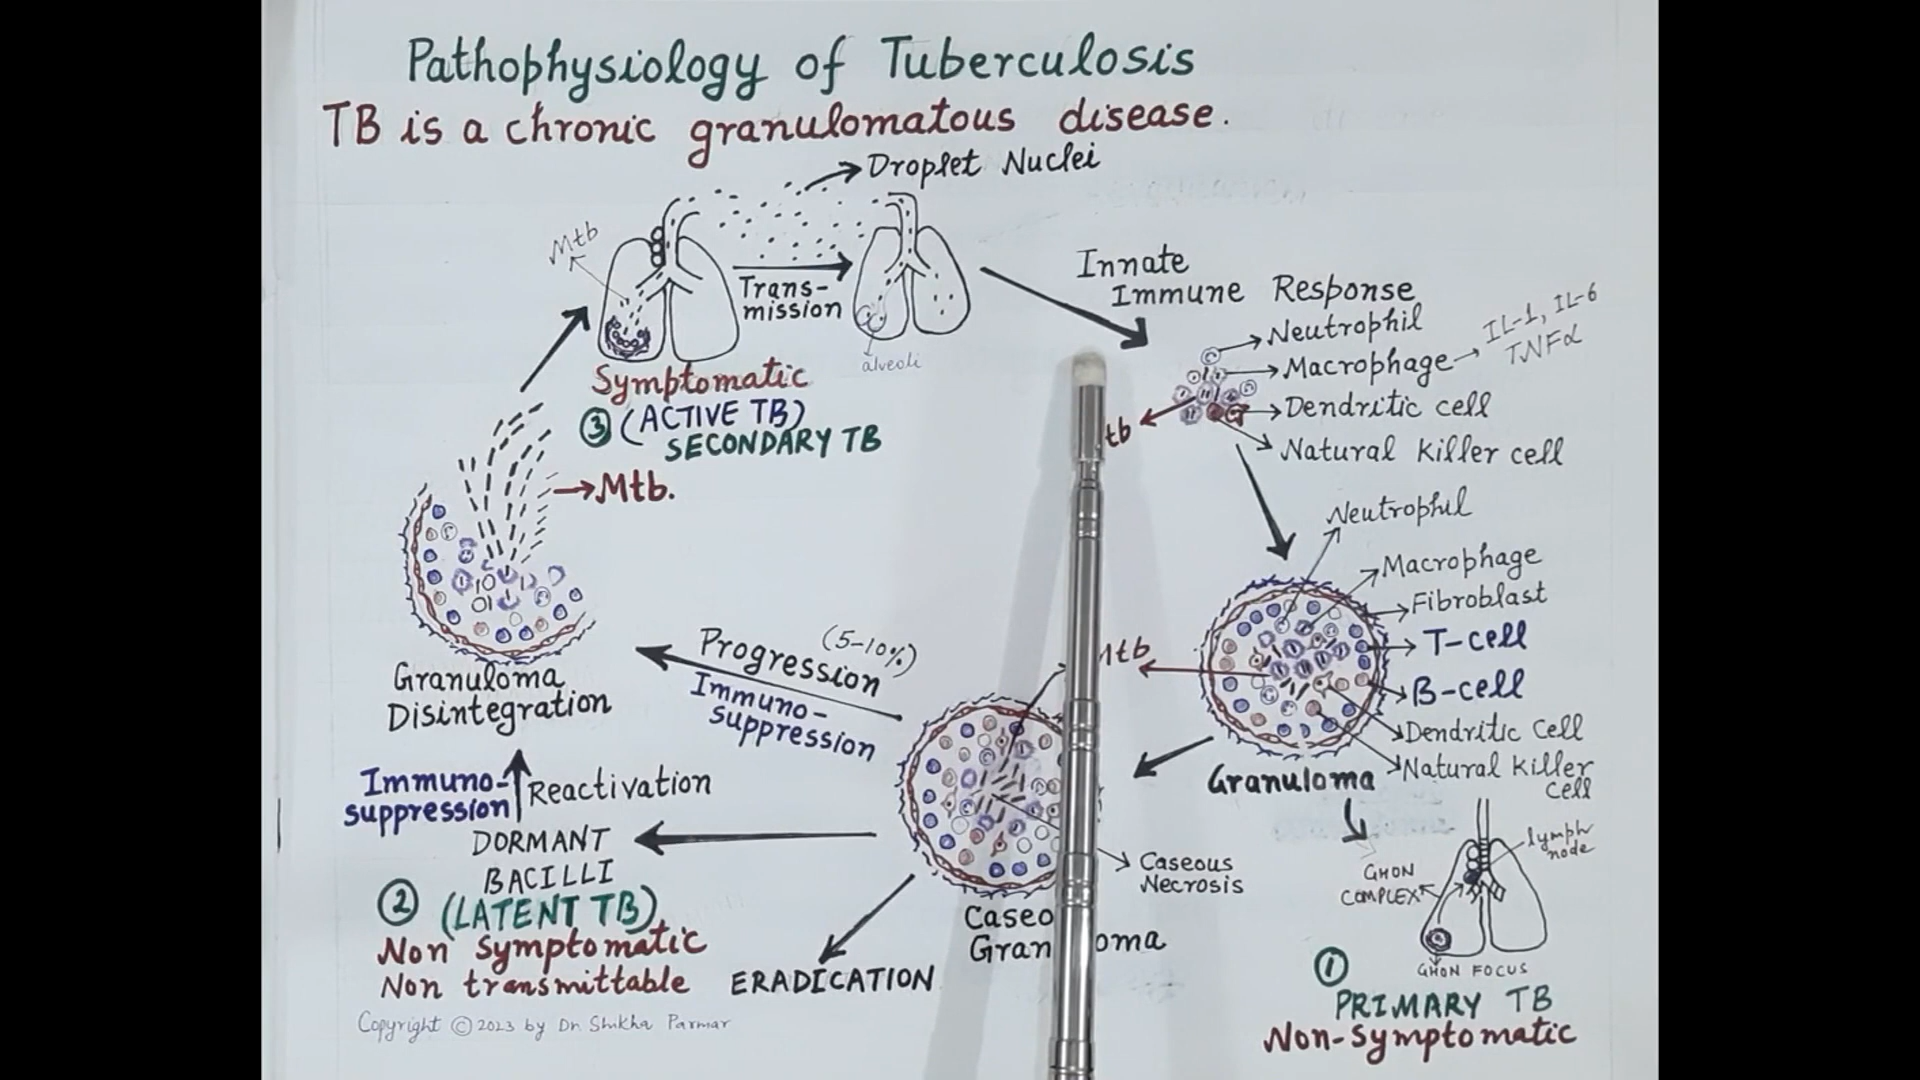 Pathophysiology of Tuberculosis
TB is a chronic granulomatous disease.
Droplet Nuclei
Mtb
Trans-
mission
alveoli
Symptomatic
③ (ACTIVE TB)
SECONDARY TB
Innate
Immune Response
Neutrophil
Macrophage
IL-1, IL-6
TNFα
Dendritic cell
Natural Killer cell
tb
Mtb.
Neutrophil
Macrophage
Fibroblast
T-cell
B-cell
Dendritic Cell
Natural Killer
Cell
Granuloma
Mtb
Granuloma
Disintegration
Progression (5-10%)
Immuno-
suppression
Immuno-
suppression
Reactivation
DORMANT
BACILLI
② (LATENT TB)
Non Symptomatic
Non transmittable
ERADICATION
Caseous
Necrosis
Caseo
Gran oma
lymph
node
GHON
COMPLEX
GHON FOCUS
①
PRIMARY TB
Non-Symptomatic
Copyright © 2023 by Dr. Shikha Parmar